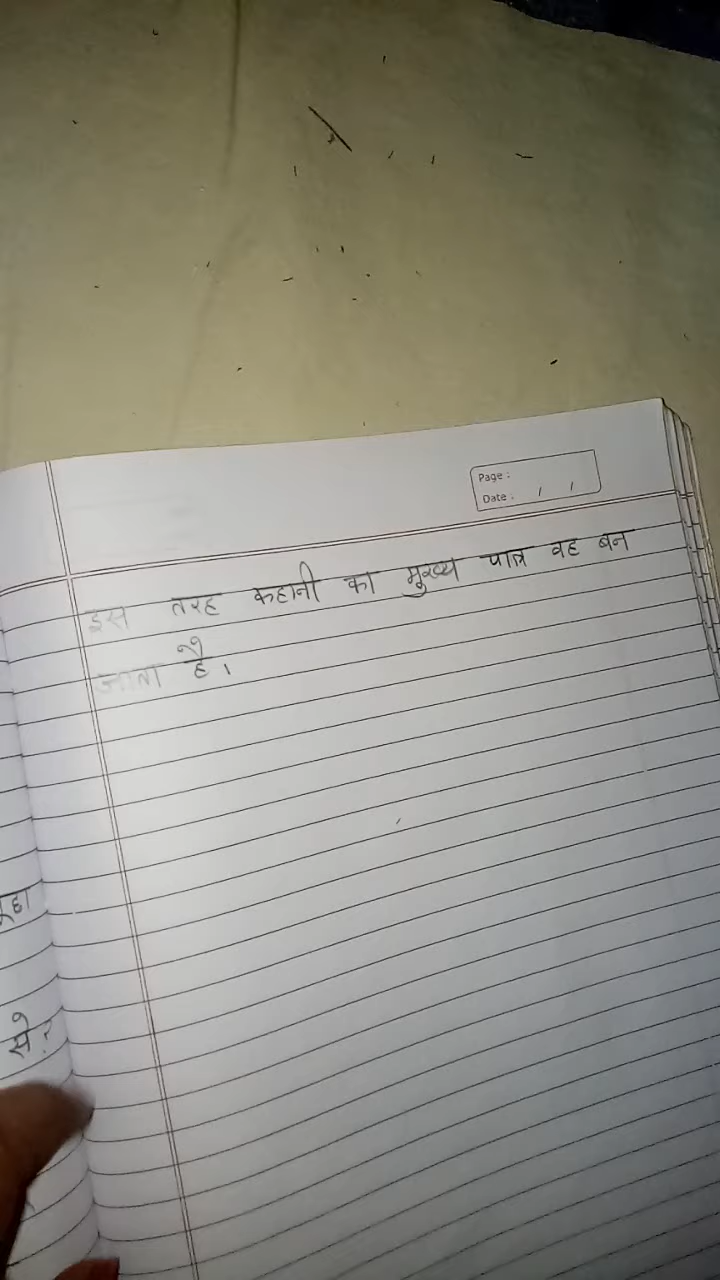 Page :
Date : / /
इस तरह कहानी का मुख्य पात्र वह बन
जाता है।
से?